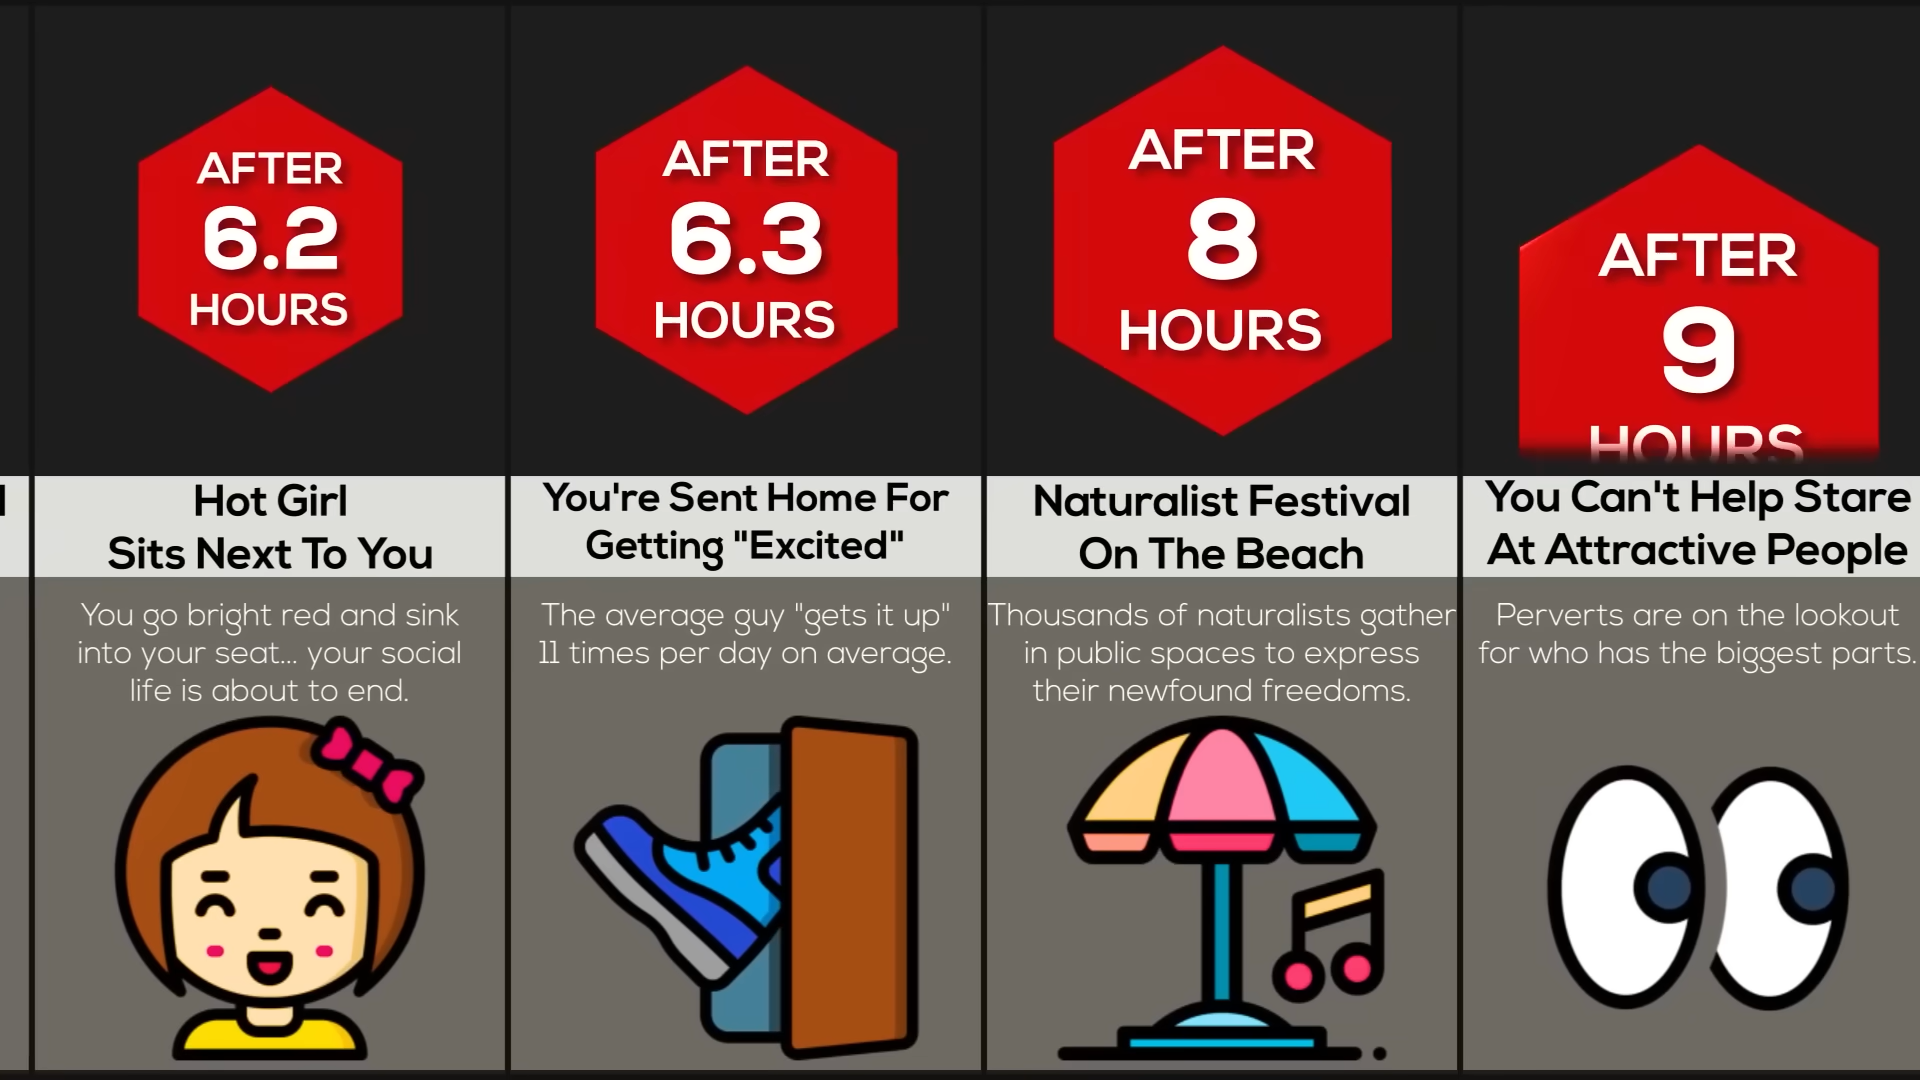 AFTER
6.2
HOURS
Hot Girl
Sits Next To You
You go bright red and sink
into your seat... your social
life is about to end.
AFTER
6.3
HOURS
You're Sent Home For
Getting "Excited"
The average guy "gets it up"
11 times per day on average.
AFTER
8
HOURS
Naturalist Festival
On The Beach
Thousands of naturalists gather
in public spaces to express
their newfound freedoms.
AFTER
9
HOURS
You Can't Help Stare
At Attractive People
Perverts are on the lookout
for who has the biggest parts.